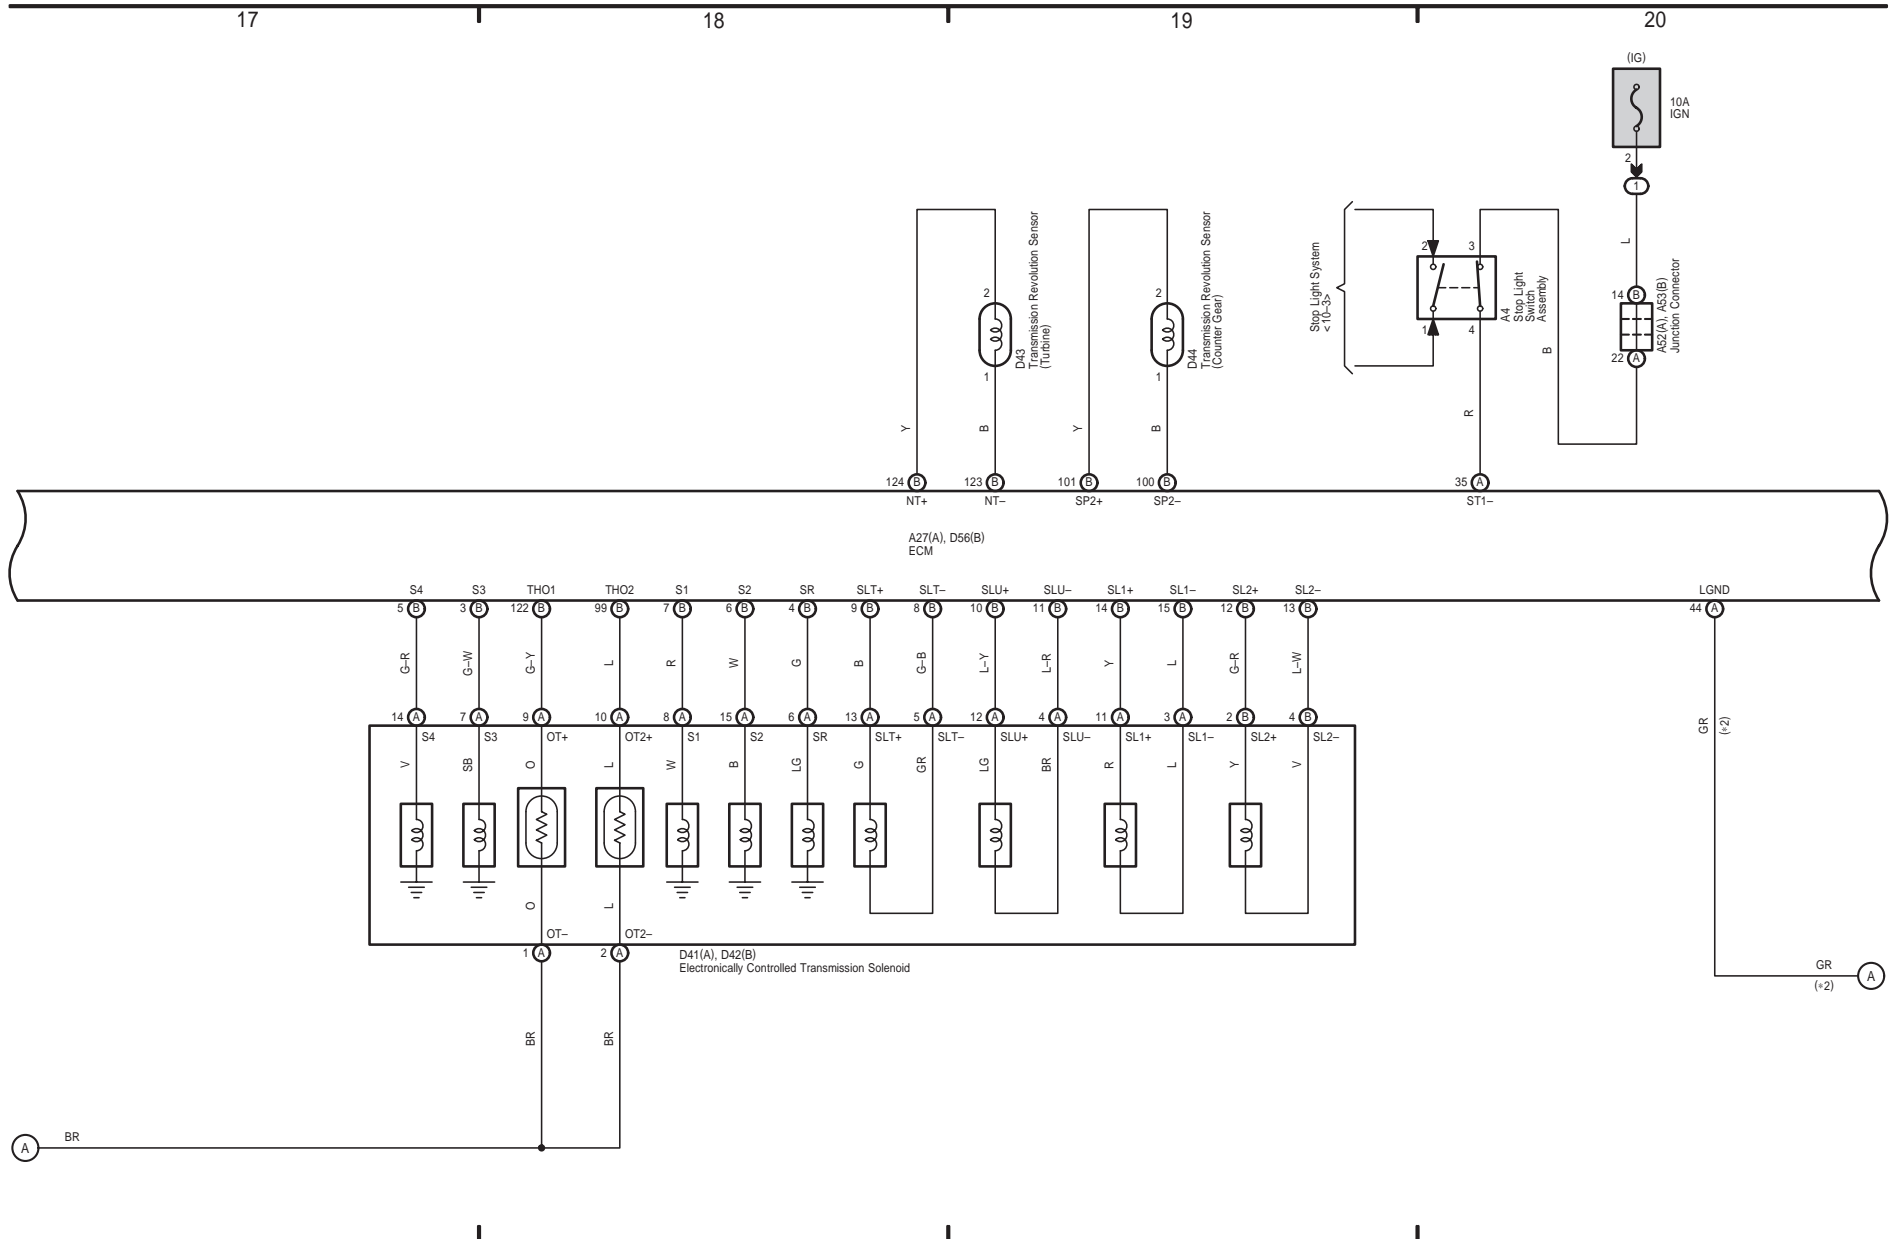 17 18 19 20
(IG)
10A
IGN
2
1
L
14 B
22 A
A52(A), A53(B)
Junction Connector
Stop Light System
<10–3>
2 3
1 4
A4
Stop Light
Switch
Assembly
B
R
2
1
D43
Transmission Revolution Sensor
(Turbine)
2
1
D44
Transmission Revolution Sensor
(Counter Gear)
Y B Y B
124 B 123 B 101 B 100 B 35 A
NT+ NT– SP2+ SP2– ST1–
A27(A), D56(B)
ECM
S4 S3 THO1 THO2 S1 S2 SR SLT+ SLT– SLU+ SLU– SL1+ SL1– SL2+ SL2– LGND
5 B 3 B 122 B 99 B 7 B 6 B 4 B 9 B 8 B 10 B 11 B 14 B 15 B 12 B 13 B 44 A
G–R G–W G–Y L R W G B G–B L–Y L–R Y L G–R L–W
14 A 7 A 9 A 10 A 8 A 15 A 6 A 13 A 5 A 12 A 4 A 11 A 3 A 2 B 4 B
GR
(*2)
S4 S3 OT+ OT2+ S1 S2 SR SLT+ SLT– SLU+ SLU– SL1+ SL1– SL2+ SL2–
V SB O L W B LG G GR LG BR R L Y V
O L
OT– OT2–
1 A 2 A
D41(A), D42(B)
Electronically Controlled Transmission Solenoid
GR
(*2)
A
BR BR
A BR